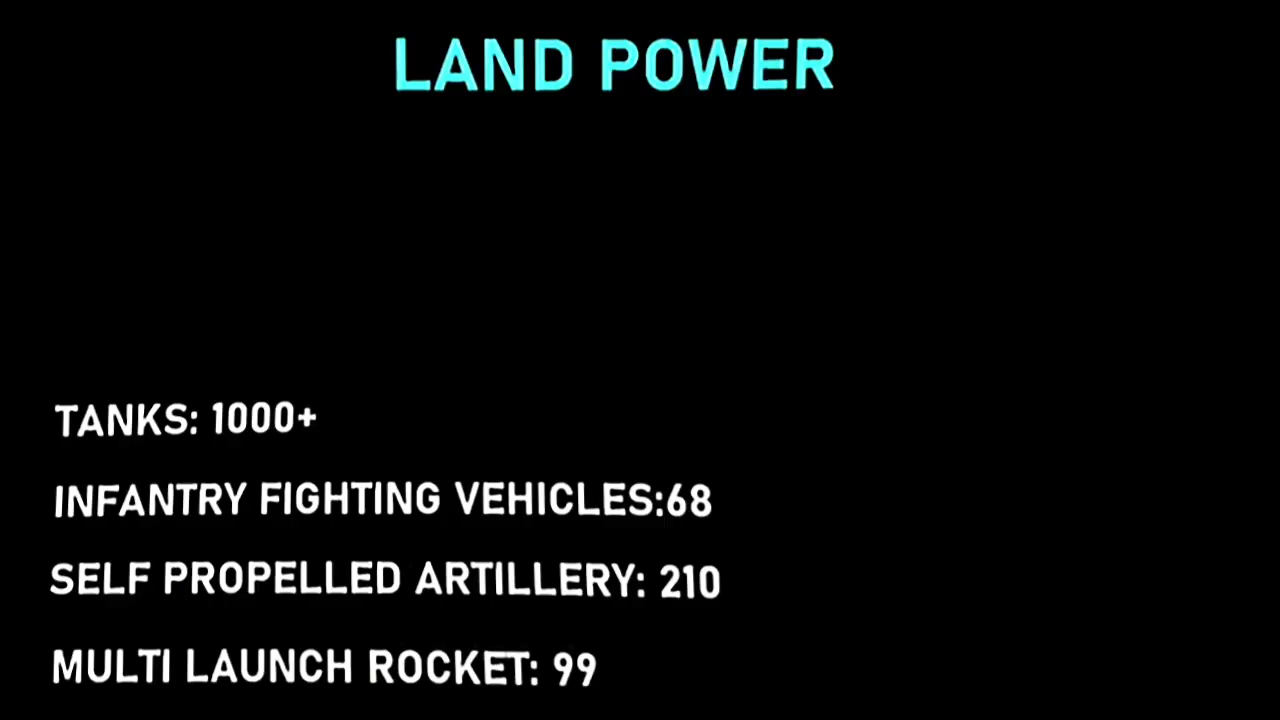 LAND POWER
TANKS: 1000+
INFANTRY FIGHTING VEHICLES:68
SELF PROPELLED ARTILLERY: 210
MULTI LAUNCH ROCKET: 99